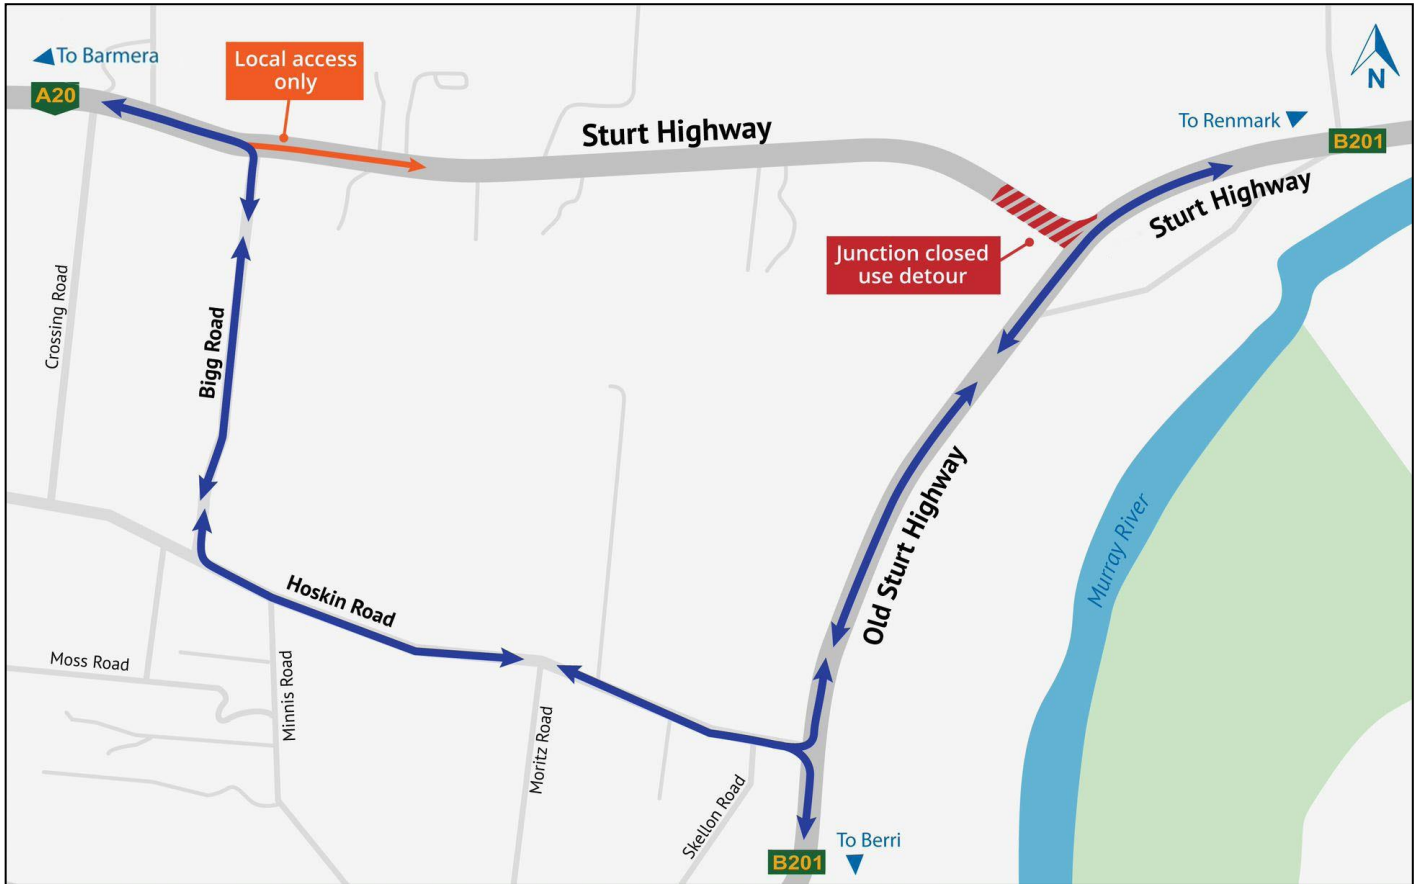 To Barmera
A20
Local access
only
Sturt Highway
To Renmark
N
B201
Sturt Highway
Junction closed
use detour
Crossing Road
Bigg Road
Old Sturt Highway
Murray River
Hoskin Road
Moss Road
Minnis Road
Moritz Road
Skellon Road
To Berri
B201